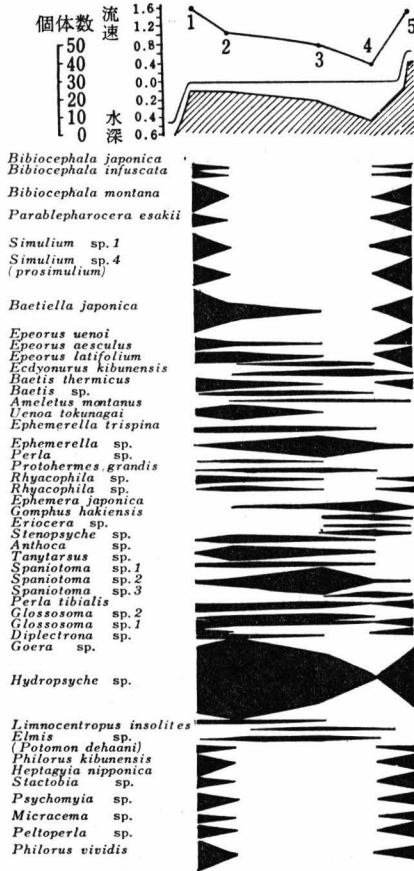 個体数
50
40
30
20
10
0
流速
1.6
1.2
0.8
0.4
0.0
0.2
水深
0.4
0.6
1
2
3
4
5
Bibiocephala japonica
Bibiocephala infuscata
Bibiocephala montana
Parablepharocera esakii
Simulium sp. 1
Simulium sp. 4
(prosimulium)
Baetiella japonica
Epeorus uenoi
Epeorus aesculus
Epeorus latifolium
Ecdyonurus kibunensis
Baetis thermicus
Baetis sp.
Ameletus montanus
Uenoa tokunagai
Ephemerella trispina
Ephemerella sp.
Perla sp.
Protohermes grandis
Rhyacophila sp.
Rhyacophila sp.
Ephemera japonica
Gomphus hakiensis
Eriocera sp.
Stenopsyche sp.
Anthoca sp.
Tanytarsus sp.
Spaniotoma sp. 1
Spaniotoma sp. 2
Spaniotoma sp. 3
Perla tibialis
Glossosoma sp. 2
Glossosoma sp. 1
Diplectrona sp.
Goera sp.
Hydropsyche sp.
Limnocentropus insolites
Elmis sp.
(Potomon dehaani)
Philorus kibunensis
Heptagyia nipponica
Stactobia sp.
Psychomyia sp.
Micracema sp.
Peltoperla sp.
Philorus vividis